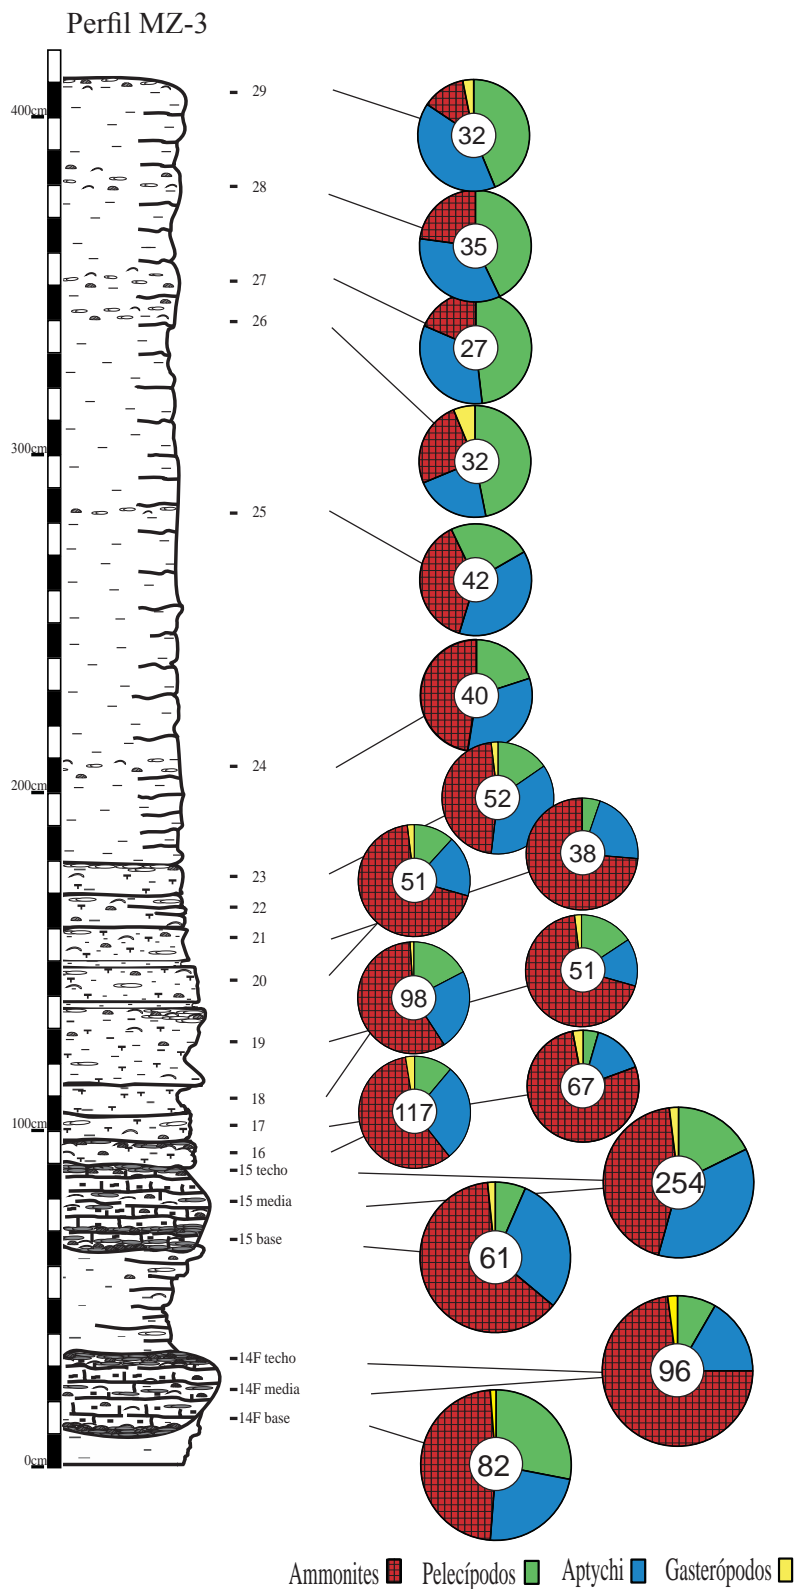 Perfil MZ-3
29
32
400cm
28
35
27
27
26
32
300cm
25
42
40
24
200cm
52
38
23
51
22
21
20
51
98
19
67
18
117
100cm
17
16
15 techo
254
15 media
15 base
61
14F techo
96
14F media
14F base
82
0cm
Ammonites Pelecípodos Aptychi Gasterópodos